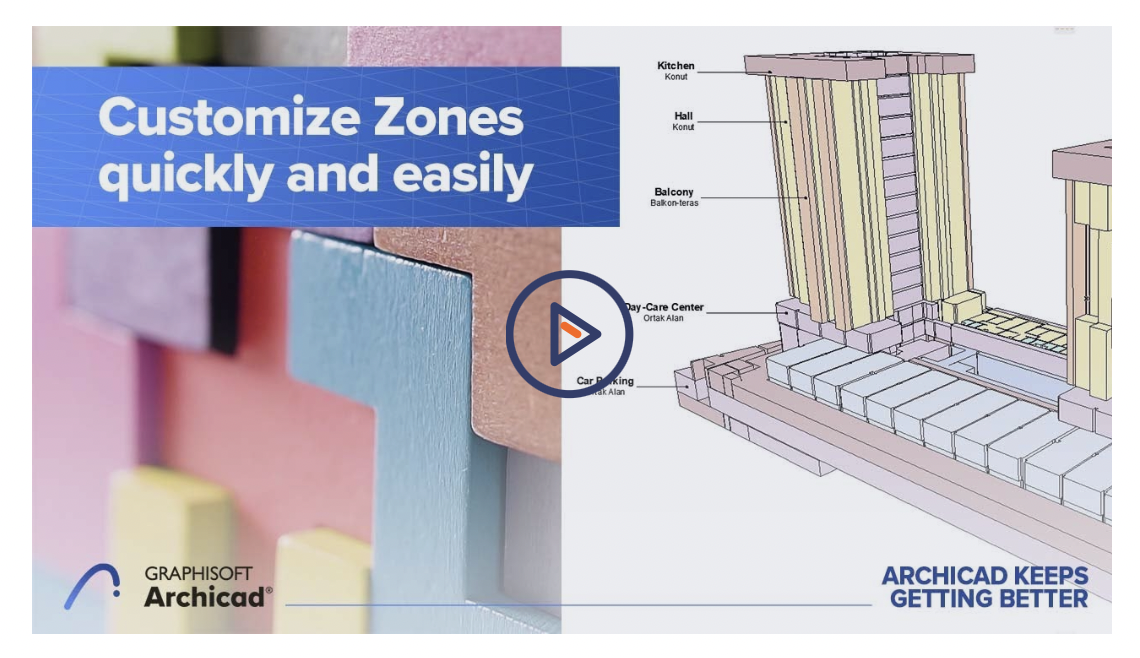 Customize Zones
quickly and easily
Kitchen
Konut
Hall
Konut
Balcony
Balkon-teras
Day-Care Center
Ortak Alan
Car Parking
Alan
GRAPHISOFT
Archicad®
ARCHICAD KEEPS
GETTING BETTER